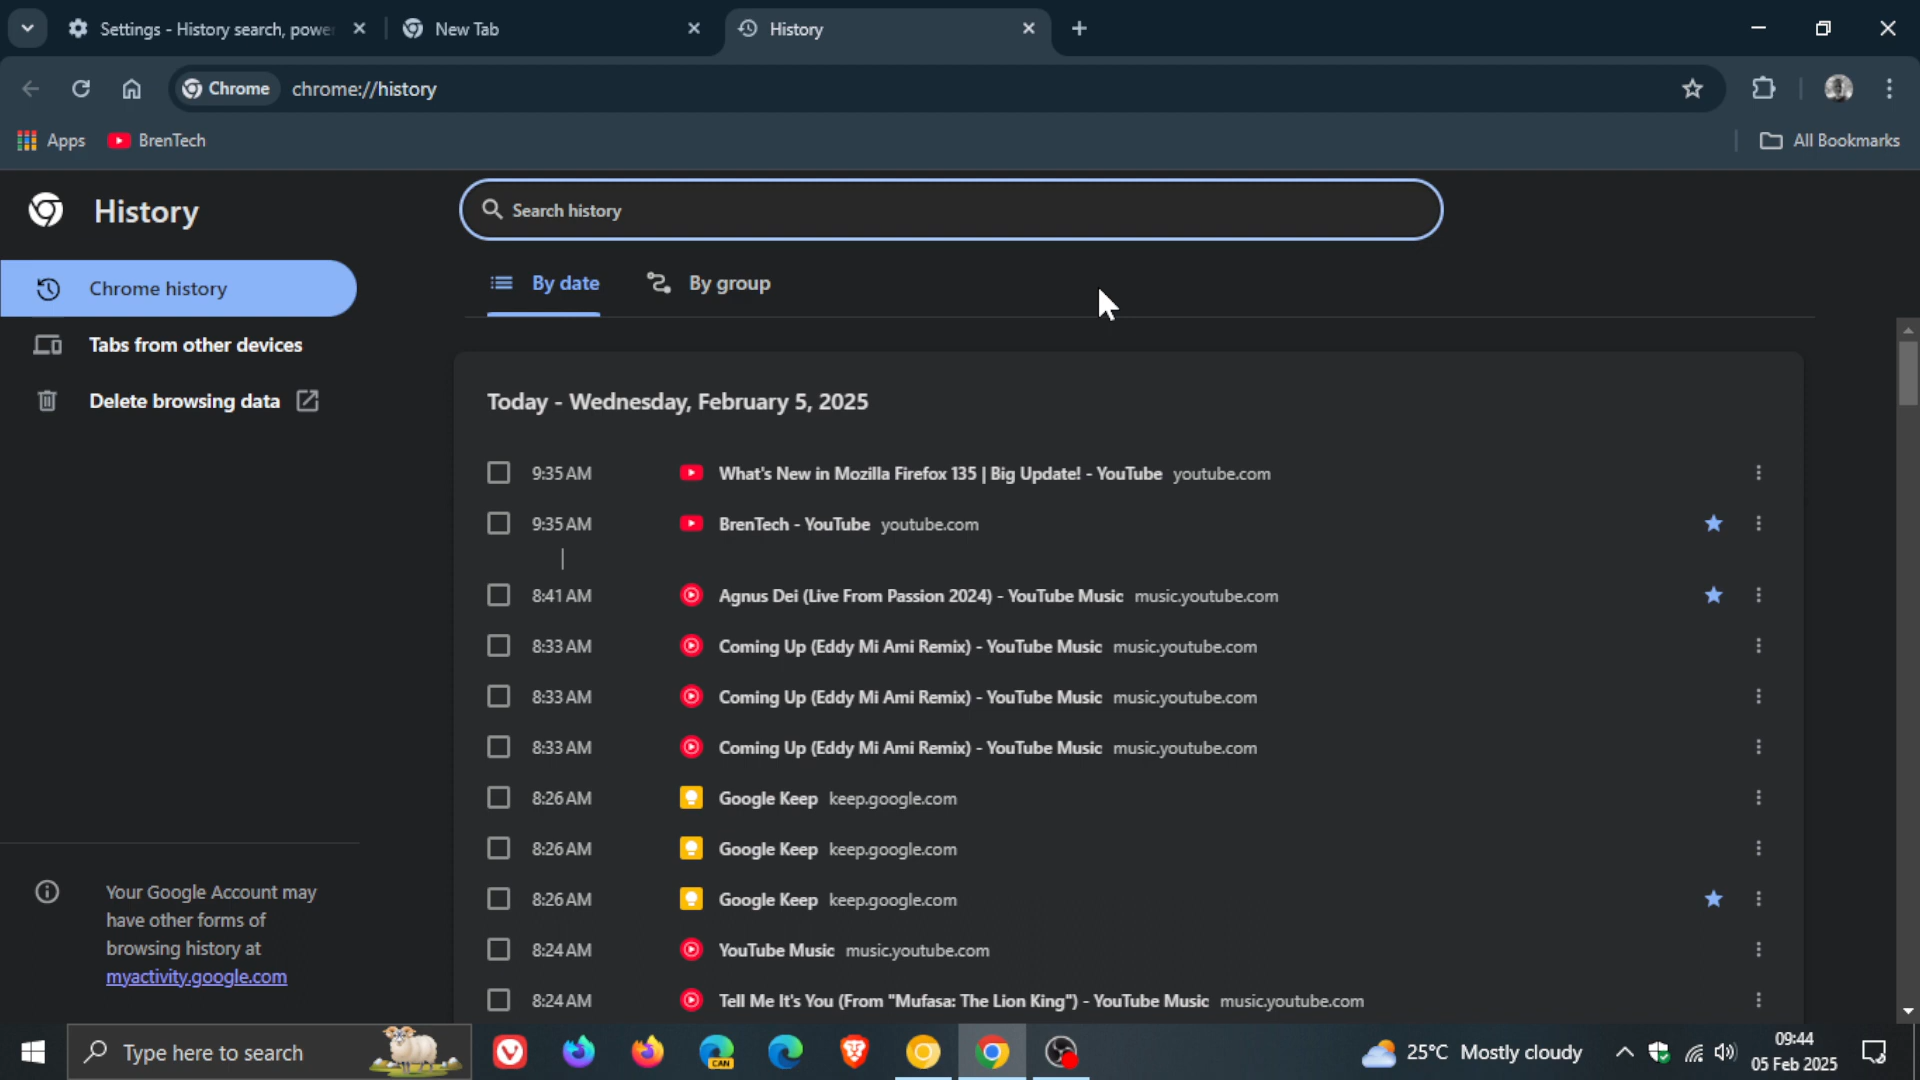 Settings - History search, powe
New Tab
History
Chrome
chrome://history
Apps
BrenTech
All Bookmarks
History
Search history
Chrome history
By date
By group
Tabs from other devices
Delete browsing data
Today - Wednesday, February 5, 2025
9:35 AM What's New in Mozilla Firefox 135 | Big Update! - YouTube youtube.com
9:35 AM BrenTech - YouTube youtube.com
8:41 AM Agnus Dei (Live From Passion 2024) - YouTube Music music.youtube.com
8:33 AM Coming Up (Eddy Mi Ami Remix) - YouTube Music music.youtube.com
8:33 AM Coming Up (Eddy Mi Ami Remix) - YouTube Music music.youtube.com
8:33 AM Coming Up (Eddy Mi Ami Remix) - YouTube Music music.youtube.com
8:26 AM Google Keep keep.google.com
8:26 AM Google Keep keep.google.com
8:26 AM Google Keep keep.google.com
8:24 AM YouTube Music music.youtube.com
8:24 AM Tell Me It's You (From "Mufasa: The Lion King") - YouTube Music music.youtube.com
Your Google Account may
have other forms of
browsing history at
myactivity.google.com
Type here to search
CAN
25°C Mostly cloudy
09:44
05 Feb 2025